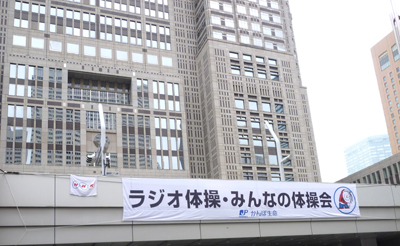 ラジオ体操・みんなの体操会
かんぽ生命